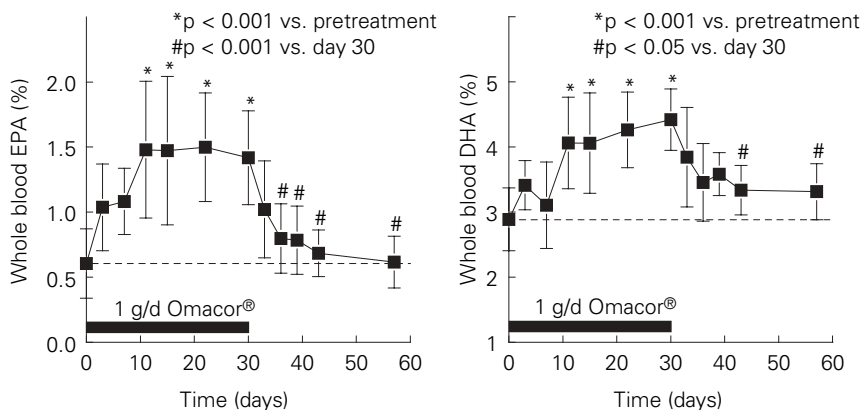 *p < 0.001 vs. pretreatment
#p < 0.001 vs. day 30
Whole blood EPA (%)
2.0
1.5
1.0
0.5
0.0
* * * *
# # # #
1 g/d Omacor®
0 10 20 30 40 50 60
Time (days)
*p < 0.001 vs. pretreatment
#p < 0.05 vs. day 30
Whole blood DHA (%)
5
4
3
2
1
* * * *
# #
1 g/d Omacor®
0 10 20 30 40 50 60
Time (days)